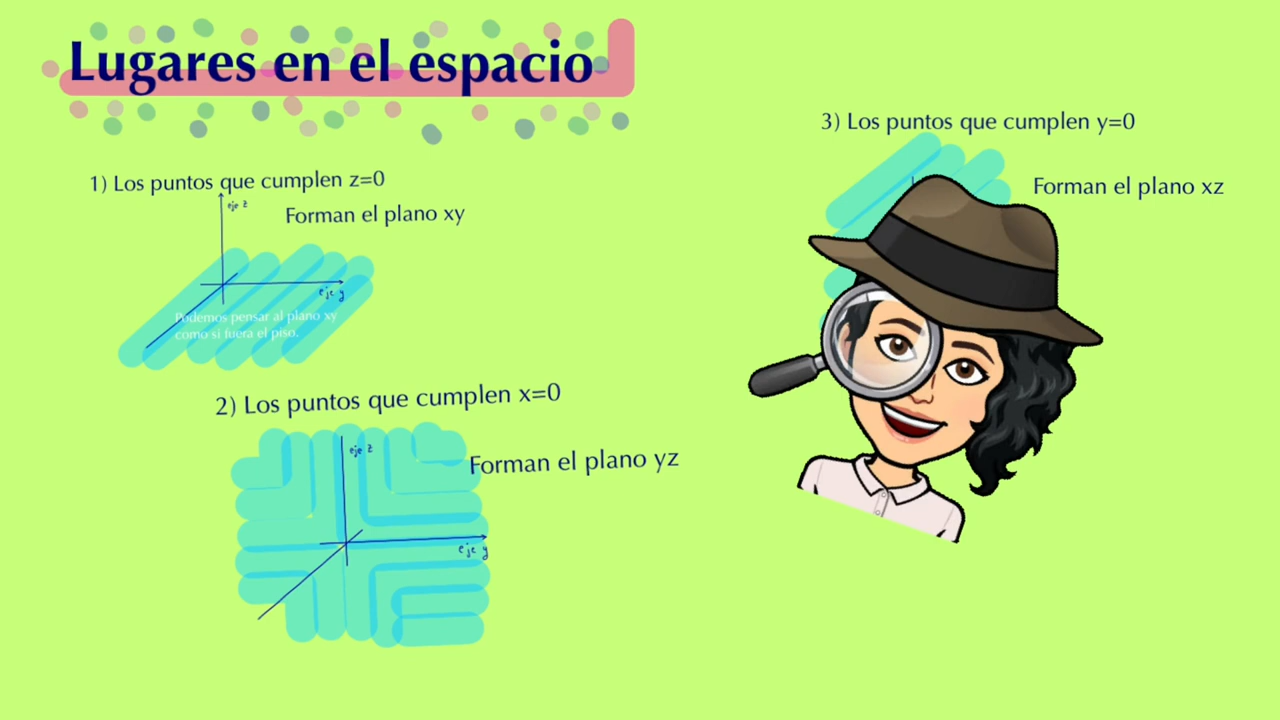 Lugares en el espacio
1) Los puntos que cumplen z=0
eje z
Forman el plano xy
eje y
Podemos pensar al plano xy
como si fuera el piso.
2) Los puntos que cumplen x=0
eje z
Forman el plano yz
eje y
3) Los puntos que cumplen y=0
Forman el plano xz